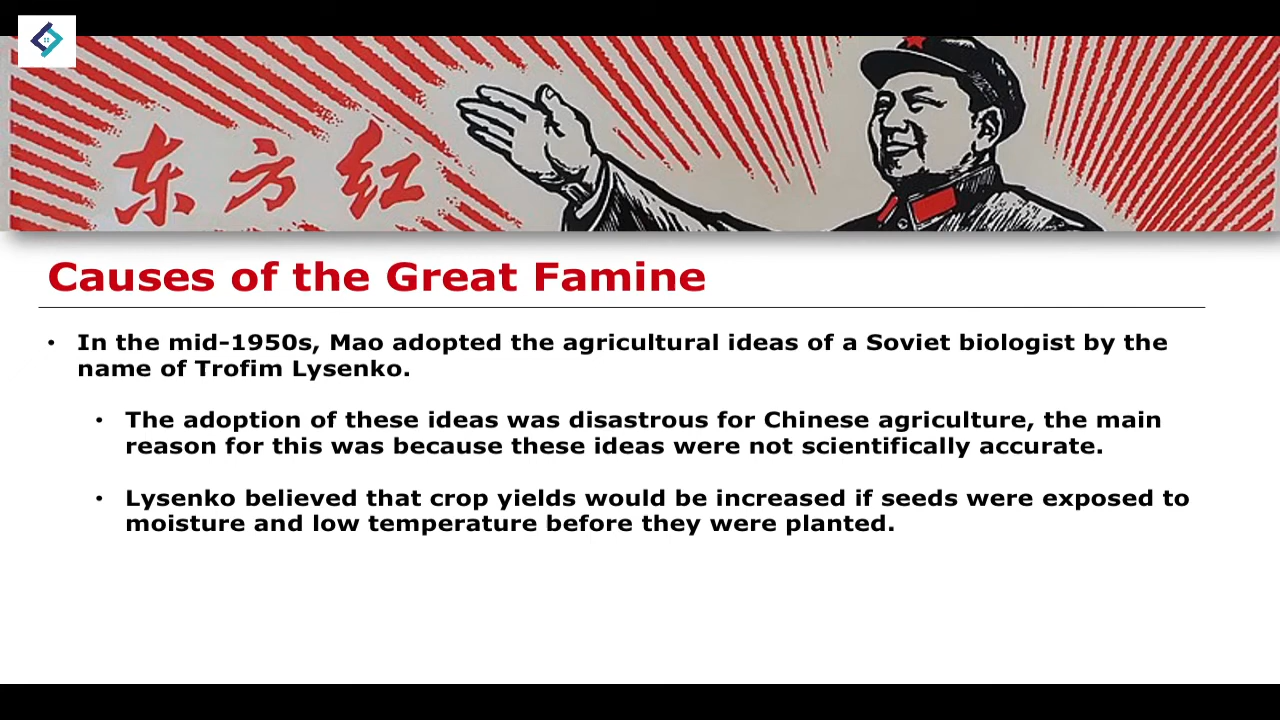 东方红
Causes of the Great Famine
• In the mid-1950s, Mao adopted the agricultural ideas of a Soviet biologist by the
name of Trofim Lysenko.
• The adoption of these ideas was disastrous for Chinese agriculture, the main
reason for this was because these ideas were not scientifically accurate.
• Lysenko believed that crop yields would be increased if seeds were exposed to
moisture and low temperature before they were planted.